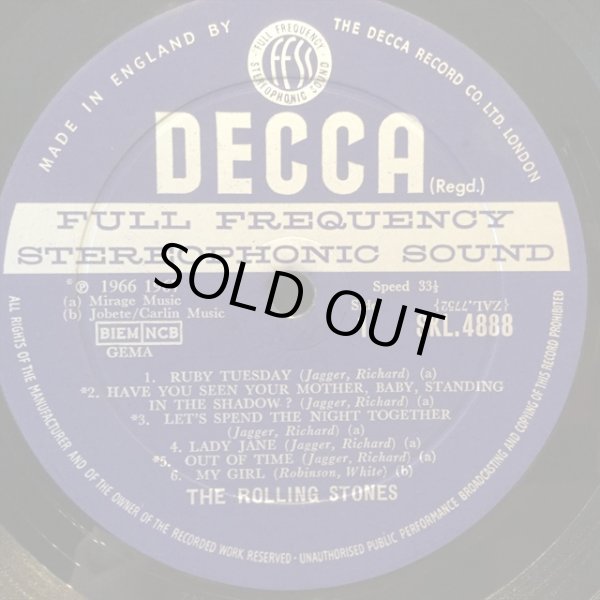 MADE IN ENGLAND BY
THE DECCA RECORD CO. LTD. LONDON
FULL FREQUENCY
FFSS
STEREOPHONIC SOUND
DECCA
(Regd.)
FULL FREQUENCY
STEREOPHONIC SOUND
*℗ 1966
(a) Mirage Music
(b) Jobete/Carlin Music
BIEM NCB
GEMA
Speed 33⅓
{ZAL.7752}
SKL.4888
SOLD OUT
1. RUBY TUESDAY (Jagger, Richard) (a)
*2. HAVE YOU SEEN YOUR MOTHER, BABY, STANDING
IN THE SHADOW? (Jagger, Richard) (a)
*3. LET'S SPEND THE NIGHT TOGETHER
(Jagger, Richard) (a)
4. LADY JANE (Jagger, Richard) (a)
*5. OUT OF TIME (Jagger, Richard) (a)
6. MY GIRL (Robinson, White) (b)
THE ROLLING STONES
ALL RIGHTS OF THE MANUFACTURER AND OF THE OWNER OF THE RECORDED WORK RESERVED · UNAUTHORISED PUBLIC PERFORMANCE BROADCASTING AND COPYING OF THIS RECORD PROHIBITED